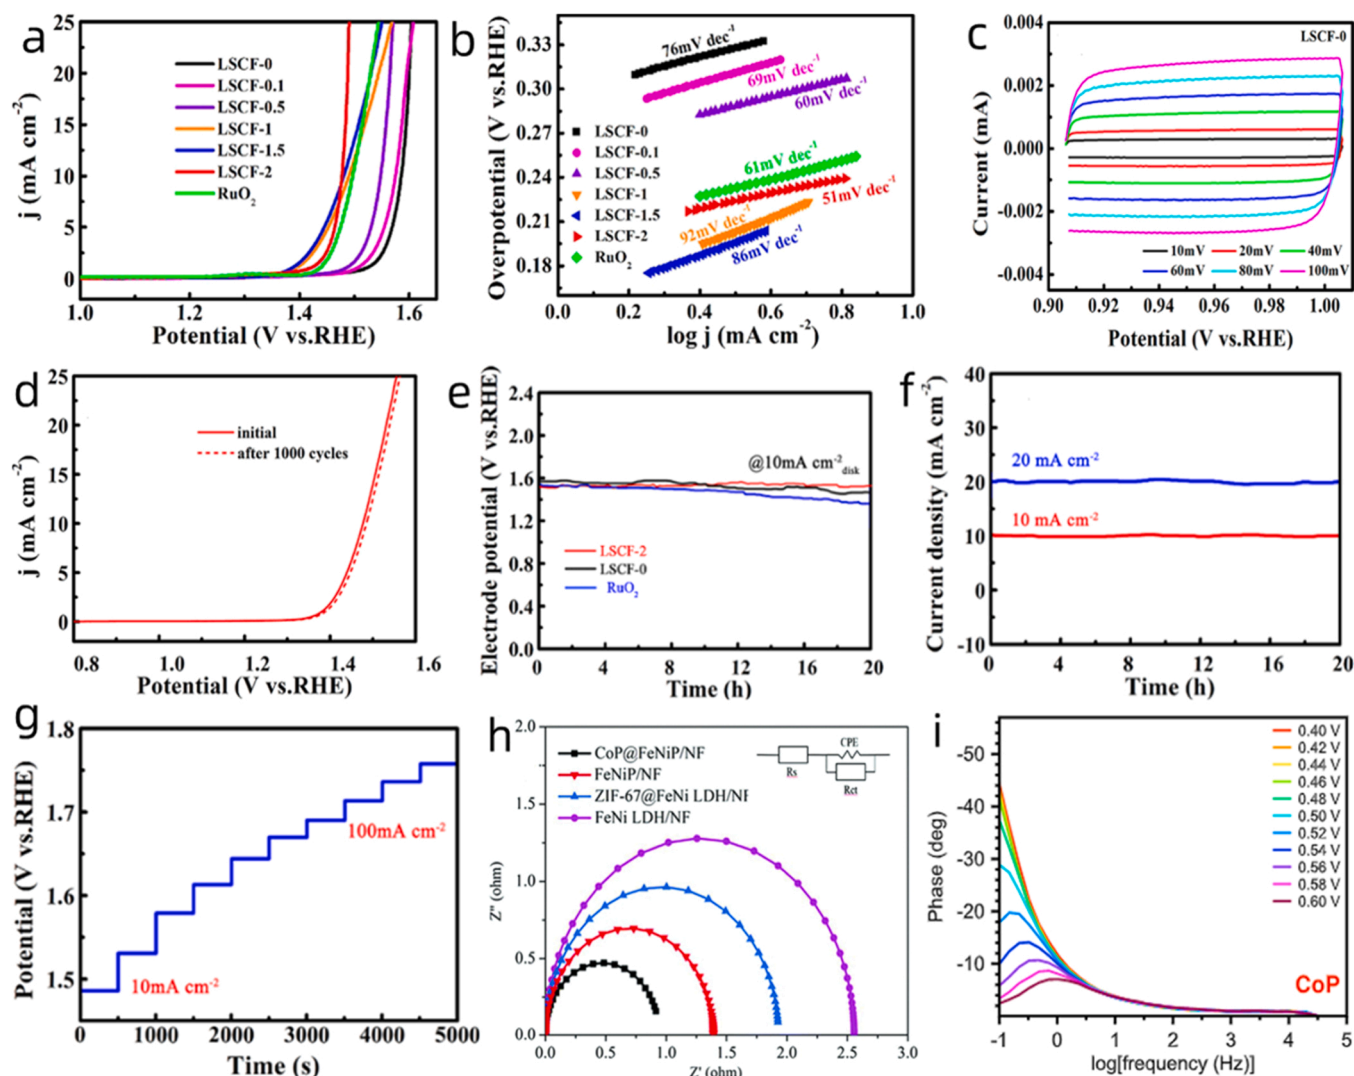 a
25
20
15
10
5
0
j (mA cm⁻²)
LSCF-0
LSCF-0.1
LSCF-0.5
LSCF-1
LSCF-1.5
LSCF-2
RuO₂
1.0 1.2 1.4 1.6
Potential (V vs.RHE)
b
0.33
0.30
0.27
0.24
0.21
0.18
Overpotential (V vs.RHE)
76mV dec⁻¹
69mV dec⁻¹
60mV dec⁻¹
61mV dec⁻¹
51mV dec⁻¹
92mV dec⁻¹
86mV dec⁻¹
LSCF-0
LSCF-0.1
LSCF-0.5
LSCF-1
LSCF-1.5
LSCF-2
RuO₂
0.0 0.2 0.4 0.6 0.8 1.0
log j (mA cm⁻²)
c
0.004
0.002
0.000
-0.002
-0.004
Current (mA)
LSCF-0
10mV 20mV 40mV
60mV 80mV 100mV
0.90 0.92 0.94 0.96 0.98 1.00
Potential (V vs.RHE)
d
25
20
15
10
5
0
j (mA cm⁻²)
initial
after 1000 cycles
0.8 1.0 1.2 1.4 1.6
Potential (V vs.RHE)
e
2.4
2.0
1.6
1.2
0.8
0.4
0.0
Electrode potential (V vs.RHE)
@10mA cm⁻²disk
LSCF-2
LSCF-0
RuO₂
0 4 8 12 16 20
Time (h)
f
40
30
20
10
0
-10
Current density (mA cm⁻²)
20 mA cm⁻²
10 mA cm⁻²
0 4 8 12 16 20
Time (h)
g
1.8
1.7
1.6
1.5
Potential (V vs.RHE)
100mA cm⁻²
10mA cm⁻²
0 1000 2000 3000 4000 5000
Time (s)
h
2.0
1.5
1.0
0.5
0.0
Z'' (ohm)
CoP@FeNiP/NF
FeNiP/NF
ZIF-67@FeNi LDH/NF
FeNi LDH/NF
CPE
Rs
Rct
0.0 0.5 1.0 1.5 2.0 2.5 3.0
Z' (ohm)
i
-50
-40
-30
-20
-10
Phase (deg)
0.40 V
0.42 V
0.44 V
0.46 V
0.48 V
0.50 V
0.52 V
0.54 V
0.56 V
0.58 V
0.60 V
CoP
-1 0 1 2 3 4 5
log[frequency (Hz)]